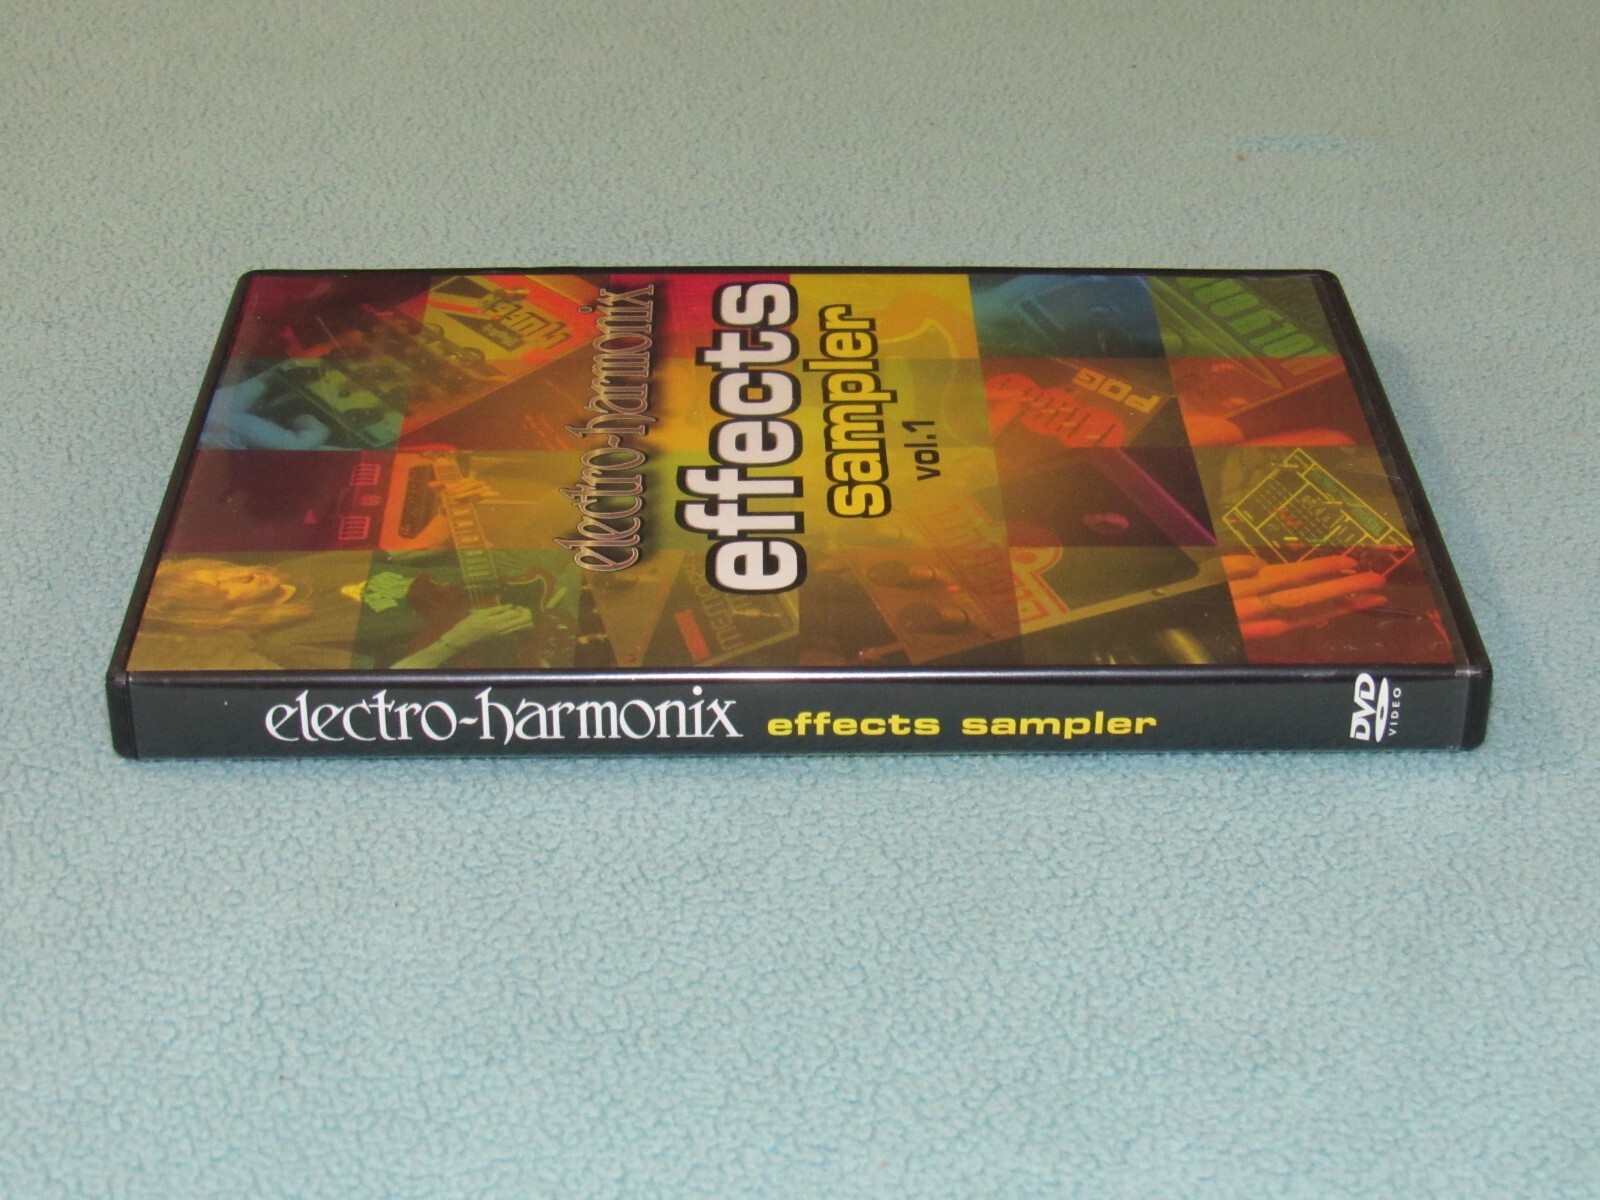 electro-harmonix
effects
sampler
vol.1
POG
electro-harmonix effects sampler
DVD
VIDEO